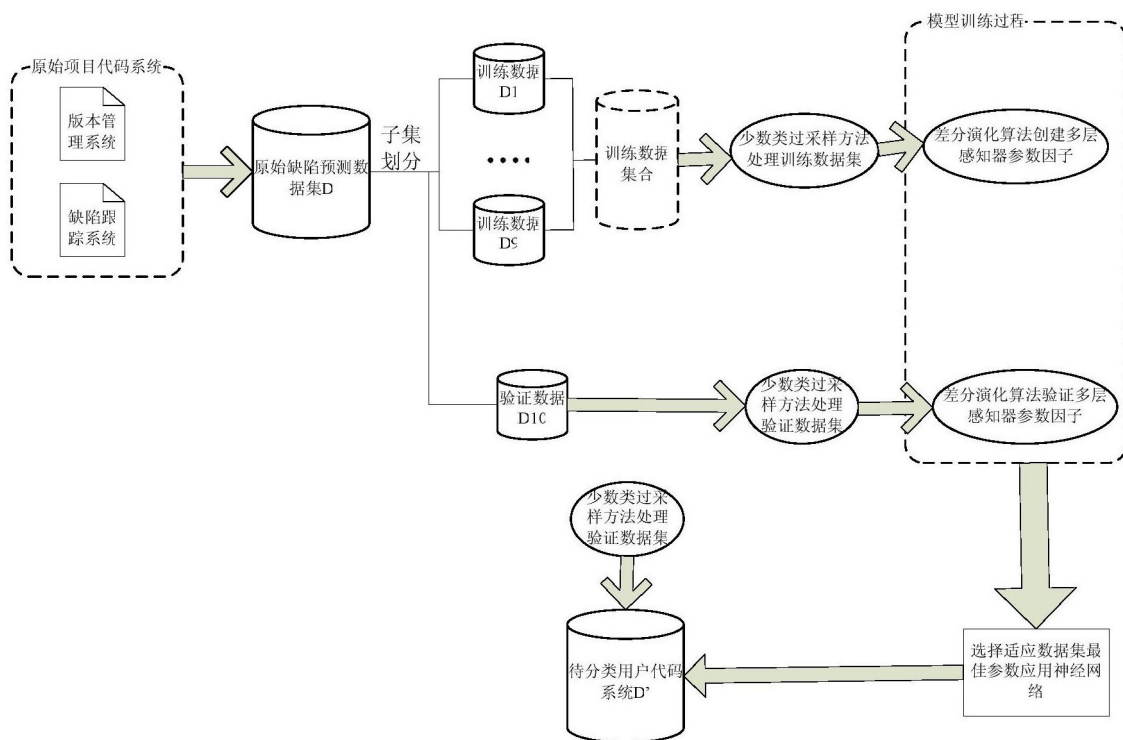 原始项目代码系统
版本管
理系统
缺陷跟
踪系统
原始缺陷预测数
据集D
子集
划分
训练数据
D1
••••
训练数据
D9
训练数据
集合
少数类过采样方法
处理训练数据集
模型训练过程
差分演化算法创建多层
感知器参数因子
验证数据
D10
少数类过采
样方法处理
验证数据集
差分演化算法验证多层
感知器参数因子
少数类过采
样方法处理
验证数据集
待分类用户代码
系统D'
选择适应数据集最
佳参数应用神经网
络